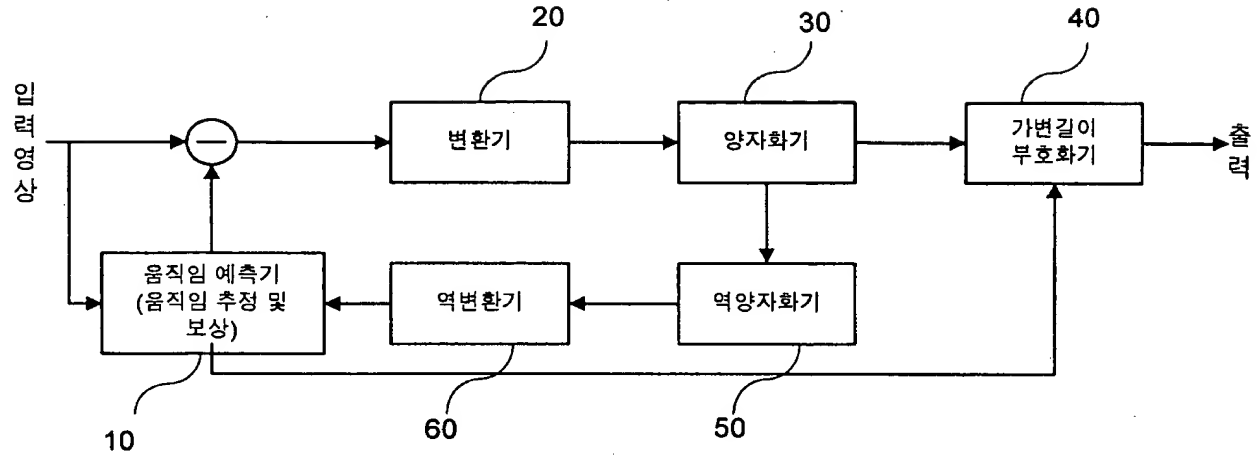 20
30
40
입력영상
변환기
양자화기
가변길이
부호화기
출력
움직임 예측기
(움직임 추정 및
보상)
역변환기
역양자화기
10
60
50